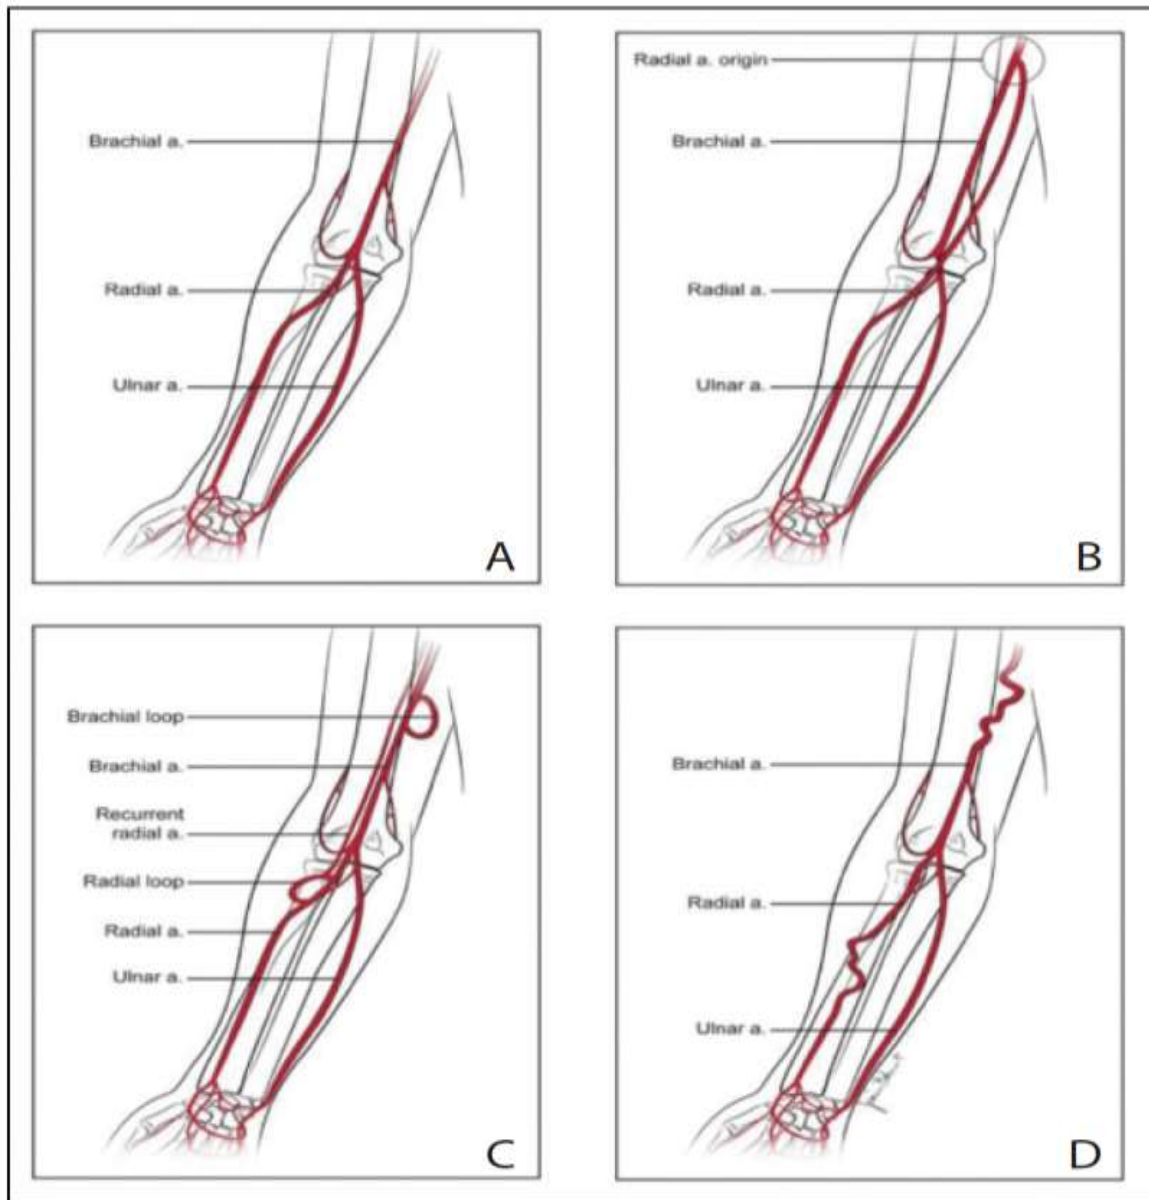 Brachial a.
Radial a.
Ulnar a.
A
Radial a. origin
Brachial a.
Radial a.
Ulnar a.
B
Brachial loop
Brachial a.
Recurrent
radial a.
Radial loop
Radial a.
Ulnar a.
C
Brachial a.
Radial a.
Ulnar a.
D